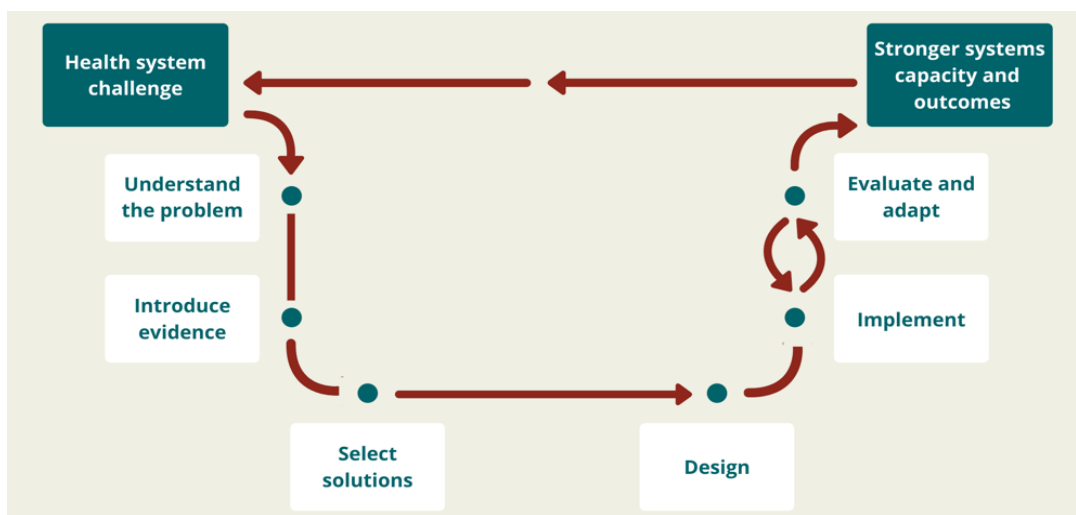 Health system
challenge
Stronger systems
capacity and
outcomes
Understand
the problem
Evaluate and
adapt
Introduce
evidence
Implement
Select
solutions
Design